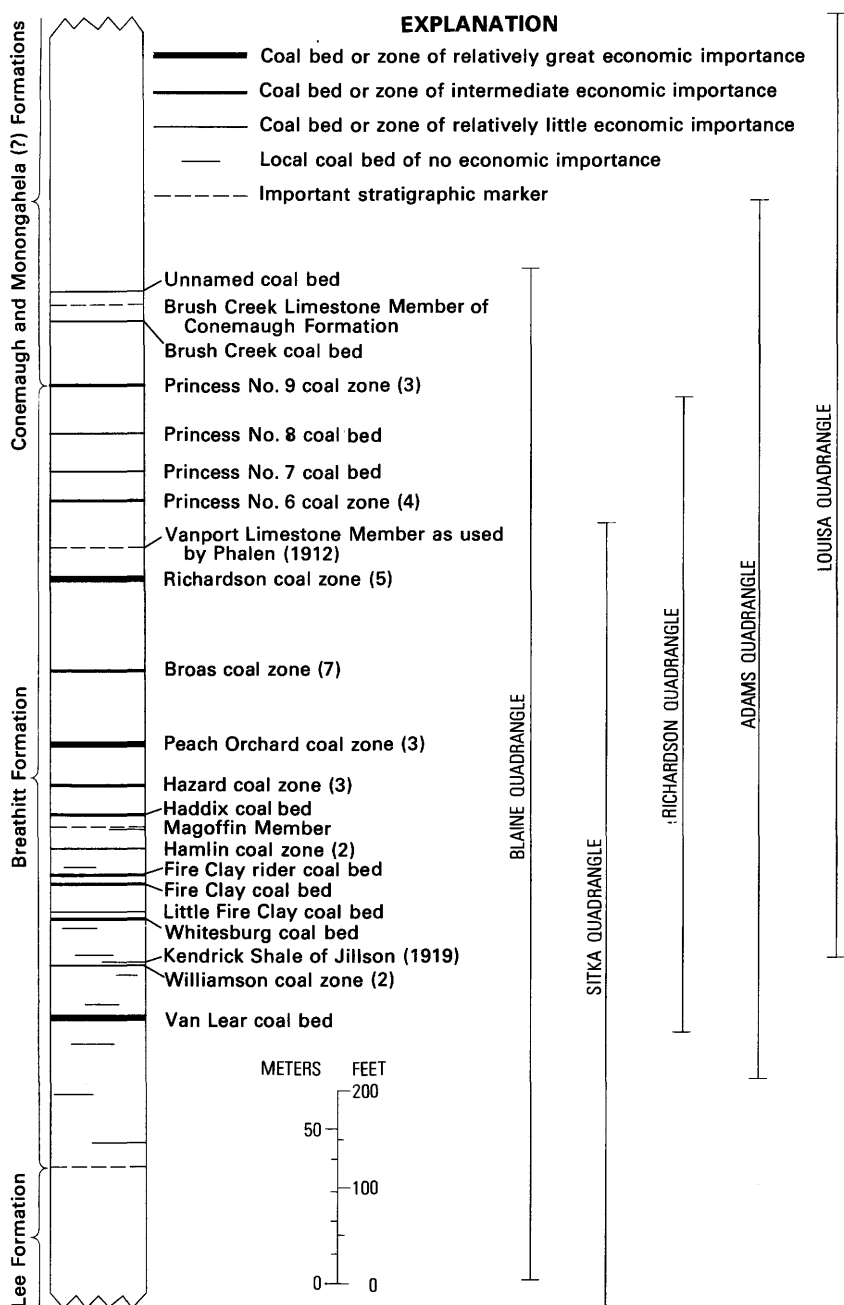 EXPLANATION
Coal bed or zone of relatively great economic importance
Coal bed or zone of intermediate economic importance
Coal bed or zone of relatively little economic importance
Local coal bed of no economic importance
Important stratigraphic marker
Conemaugh and Monongahela (?) Formations
Breathitt Formation
Lee Formation
Unnamed coal bed
Brush Creek Limestone Member of
Conemaugh Formation
Brush Creek coal bed
Princess No. 9 coal zone (3)
Princess No. 8 coal bed
Princess No. 7 coal bed
Princess No. 6 coal zone (4)
Vanport Limestone Member as used
by Phalen (1912)
Richardson coal zone (5)
Broas coal zone (7)
Peach Orchard coal zone (3)
Hazard coal zone (3)
Haddix coal bed
Magoffin Member
Hamlin coal zone (2)
Fire Clay rider coal bed
Fire Clay coal bed
Little Fire Clay coal bed
Whitesburg coal bed
Kendrick Shale of Jillson (1919)
Williamson coal zone (2)
Van Lear coal bed
BLAINE QUADRANGLE
SITKA QUADRANGLE
RICHARDSON QUADRANGLE
ADAMS QUADRANGLE
LOUISA QUADRANGLE
METERS FEET
200
50
100
0 0